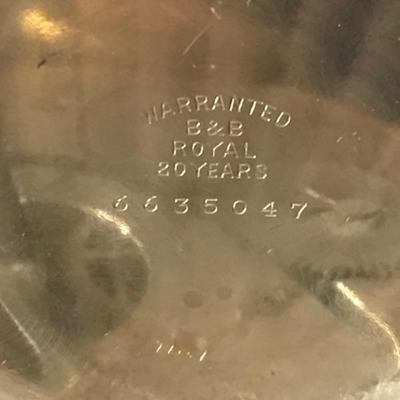 WARRANTED
B&B
ROYAL
20 YEARS
6635047